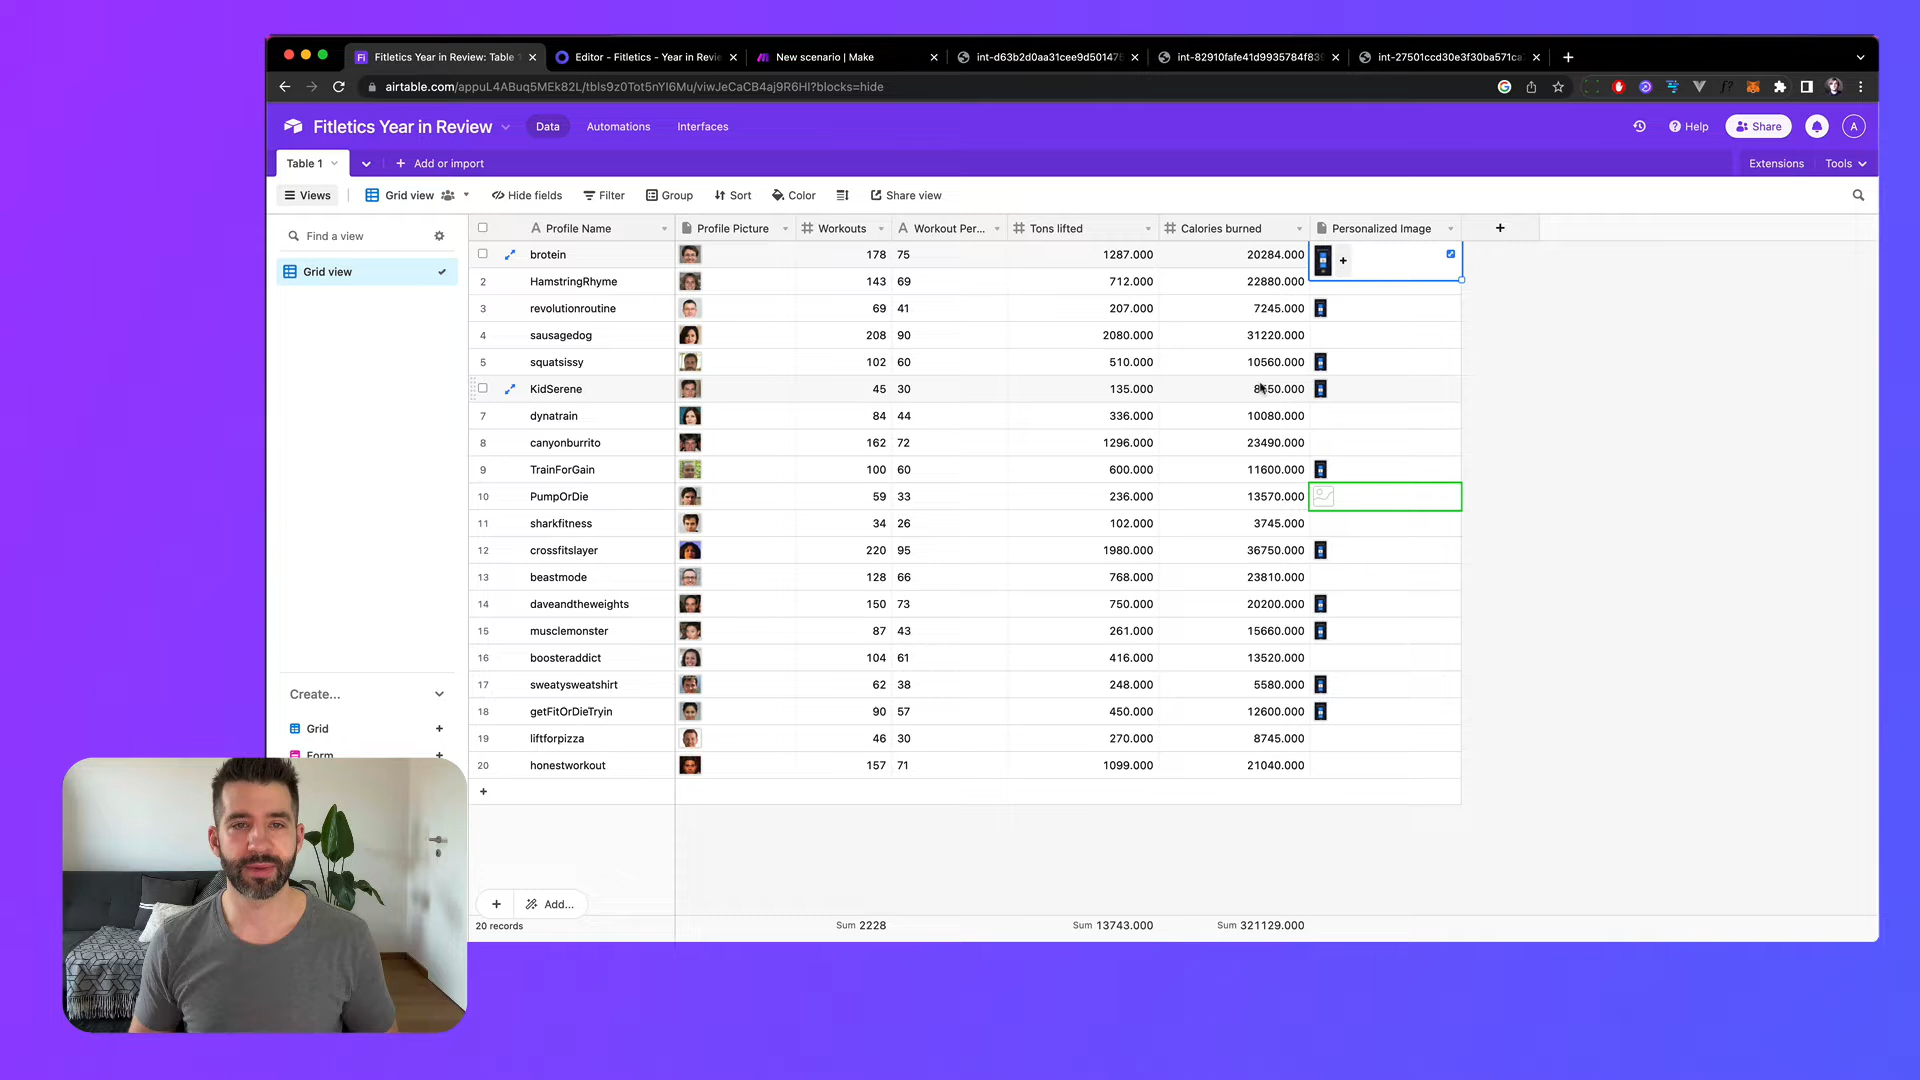 Fitletics Year in Review: Table 1
Editor - Fitletics - Year in Revie
New scenario | Make
int-d63b2d0aa31cee9d501475
int-82910fafe41d9935784f83
int-27501ccd30e3f30ba571ca
airtable.com/appuL4ABuq5MEk82L/tbls9z0Tot5nYI6Mu/viwJeCaCB4aj9R6HI?blocks=hide
Fi
Fitletics Year in Review
Data
Automations
Interfaces
Help
Share
A
Table 1
Add or import
Extensions
Tools
Views
Grid view
Hide fields
Filter
Group
Sort
Color
Share view
Find a view
Grid view
Create...
Grid
Form
Profile Name Profile Picture Workouts Workout Per... Tons lifted Calories burned Personalized Image
brotein 178 75 1287.000 20284.000
2 HamstringRhyme 143 69 712.000 22880.000
3 revolutionroutine 69 41 207.000 7245.000
4 sausagedog 208 90 2080.000 31220.000
5 squatsissy 102 60 510.000 10560.000
KidSerene 45 30 135.000
7 dynatrain 84 44 336.000 10080.000
8 canyonburrito 162 72 1296.000 23490.000
9 TrainForGain 100 60 600.000 11600.000
10 PumpOrDie 59 33 236.000 13570.000
11 sharkfitness 34 26 102.000 3745.000
12 crossfitslayer 220 95 1980.000 36750.000
13 beastmode 128 66 768.000 23810.000
14 daveandtheweights 150 73 750.000 20200.000
15 musclemonster 87 43 261.000 15660.000
16 boosteraddict 104 61 416.000 13520.000
17 sweatysweatshirt 62 38 248.000 5580.000
18 getFitOrDieTryin 90 57 450.000 12600.000
19 liftforpizza 46 30 270.000 8745.000
20 honestworkout 157 71 1099.000 21040.000
Add...
20 records Sum 2228 Sum 13743.000 Sum 321129.000